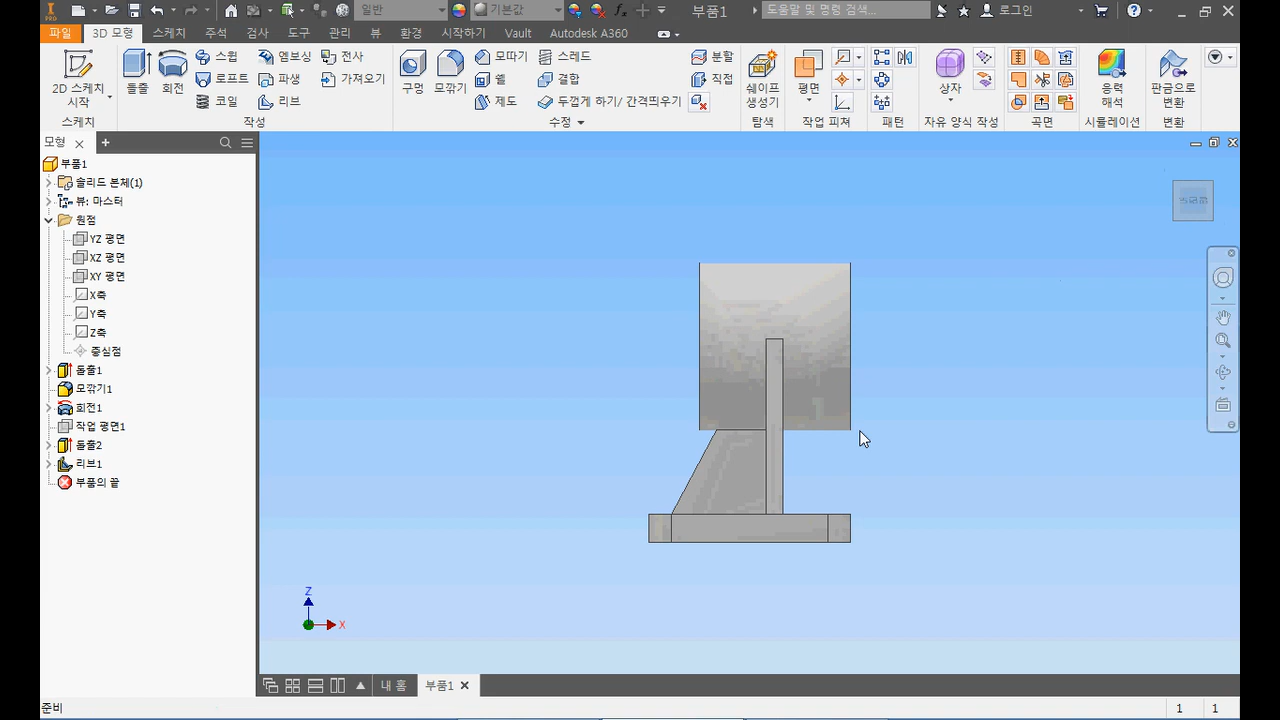 일반
기본값
부품1
도움말 및 명령 검색...
로그인
PRO
파일
3D 모형
스케치
주석
검사
도구
관리
뷰
환경
시작하기
Vault
Autodesk A360
2D 스케치
시작
돌출
회전
스윕
로프트
코일
엠보싱
파생
리브
전사
가져오기
구멍
모깎기
모따기
쉘
제도
스레드
결합
두껍게 하기/ 간격띄우기
분할
직접
쉐이프
생성기
평면
상자
응력
해석
판금으로
변환
스케치
작성
수정
탐색
작업 피쳐
패턴
자유 양식 작성
곡면
시뮬레이션
변환
모형
부품1
솔리드 본체(1)
뷰: 마스터
원점
YZ 평면
XZ 평면
XY 평면
X축
Y축
Z축
중심점
돌출1
모깎기1
회전1
작업 평면1
돌출2
리브1
부품의 끝
Z
X
내 홈
부품1
준비
1
1